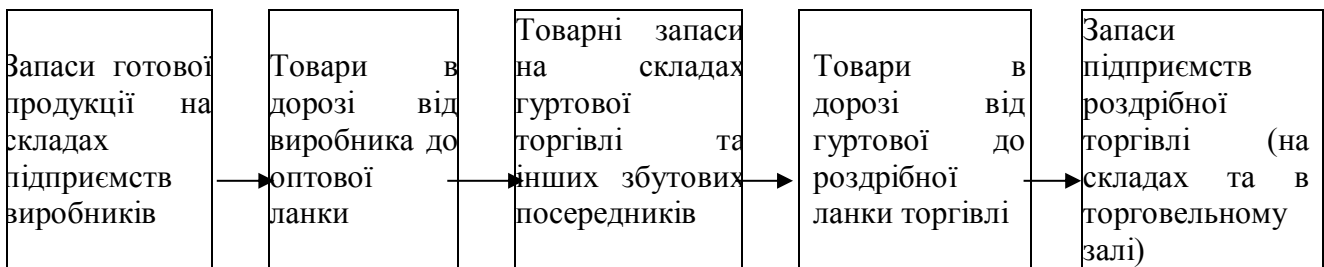 Запаси готової
продукції на
складах
підприємств
виробників
Товари в
дорозі від
виробника до
оптової
ланки
Товарні запаси
на складах
гуртової
торгівлі та
інших збутових
посередників
Товари в
дорозі від
гуртової до
роздрібної
ланки торгівлі
Запаси
підприємств
роздрібної
торгівлі (на
складах та в
торговельному
залі)